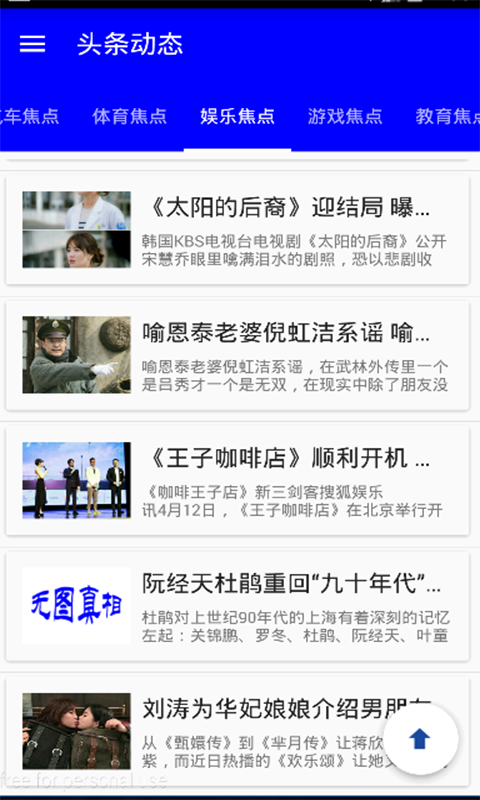 头条动态
车焦点 体育焦点 娱乐焦点 游戏焦点 教育焦点
《太阳的后裔》迎结局 曝...
韩国KBS电视台电视剧《太阳的后裔》公开
宋慧乔眼里噙满泪水的剧照，恐以悲剧收
喻恩泰老婆倪虹洁系谣 喻...
喻恩泰老婆倪虹洁系谣，在武林外传里一个
是吕秀才一个是无双，在现实中除了朋友没
《王子咖啡店》顺利开机 ...
《咖啡王子店》新三剑客搜狐娱乐
讯4月12日，《王子咖啡店》在北京举行开
无图真相
阮经天杜鹃重回“九十年代”...
杜鹃对上世纪90年代的上海有着深刻的记忆
左起：关锦鹏、罗冬、杜鹃、阮经天、叶童
刘涛为华妃娘娘介绍男朋友
从《甄嬛传》到《芈月传》让蒋欣
紫，而近日热播的《欢乐颂》让她又
free for personal use